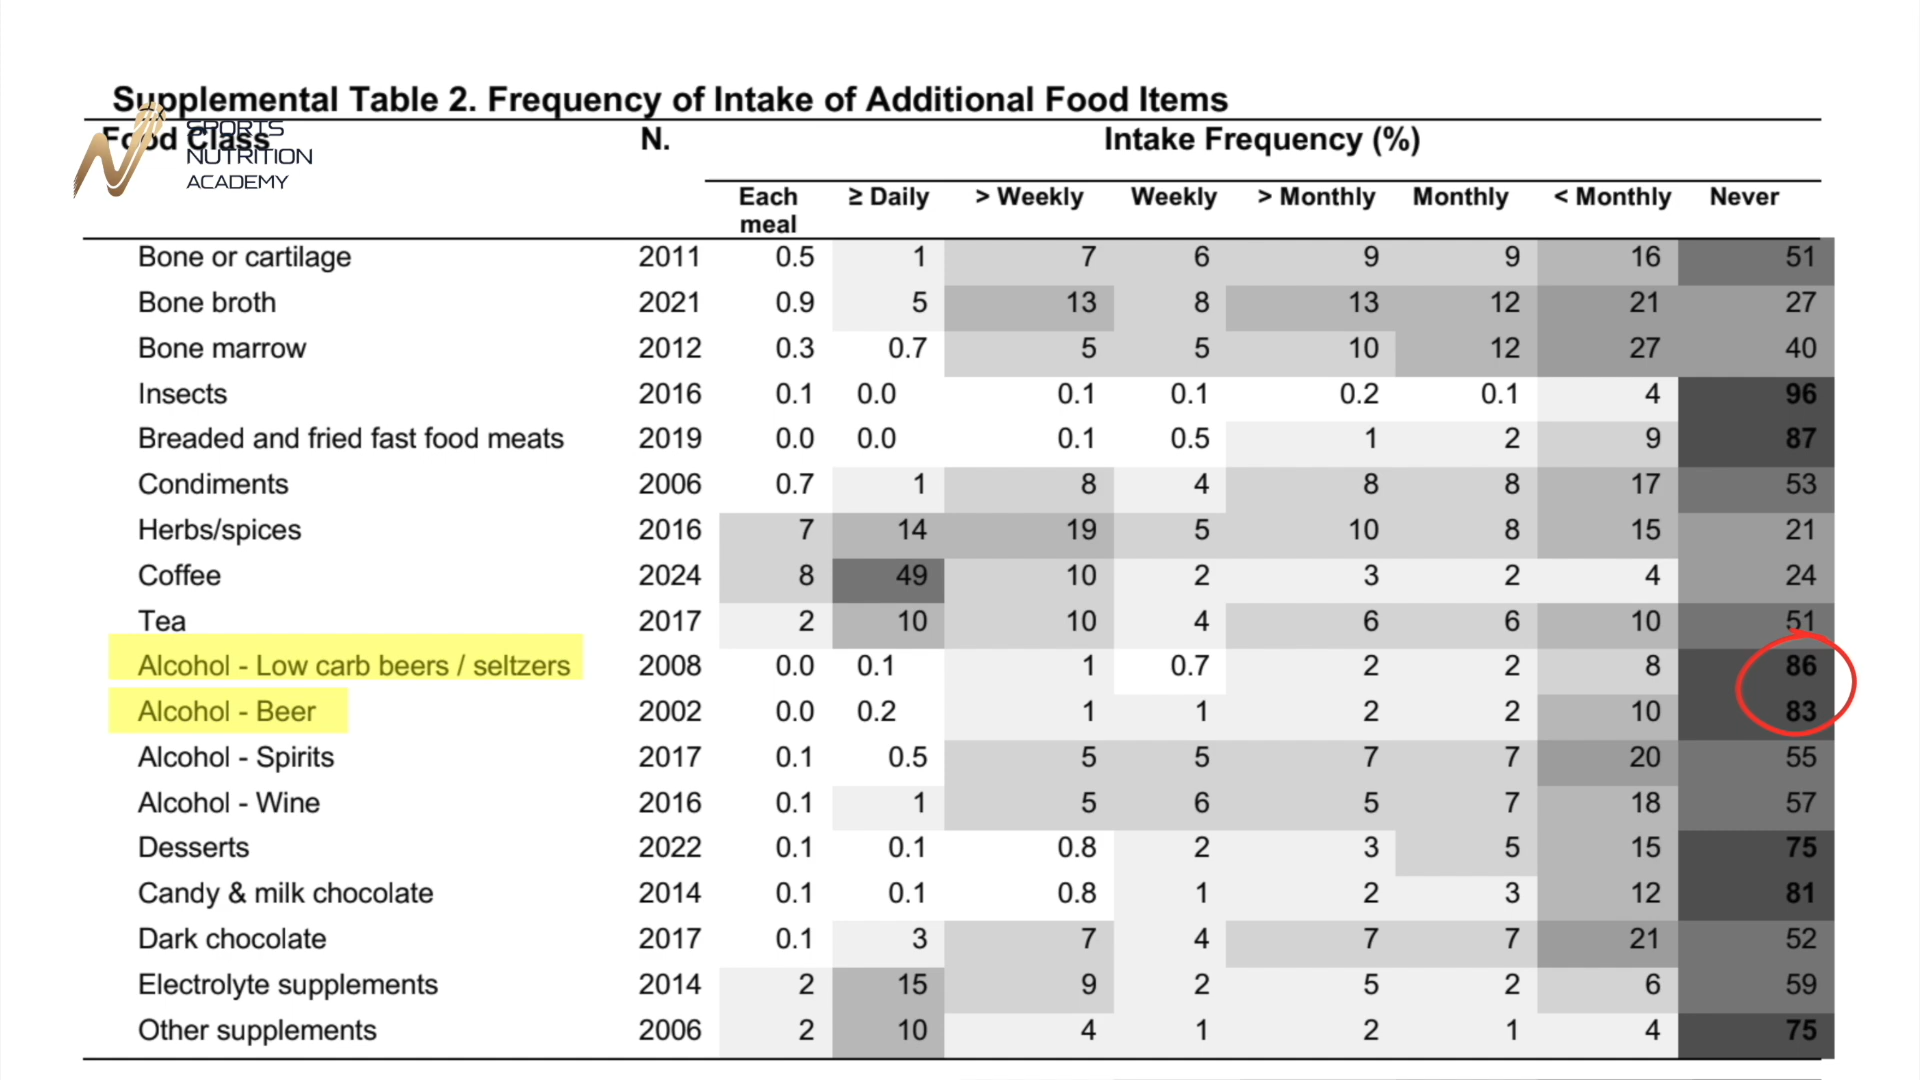 Supplemental Table 2. Frequency of Intake of Additional Food Items
Food Class N. Intake Frequency (%)
SPORTS
NUTRITION
ACADEMY
Each meal ≥ Daily > Weekly Weekly > Monthly Monthly < Monthly Never
Bone or cartilage 2011 0.5 1 7 6 9 9 16 51
Bone broth 2021 0.9 5 13 8 13 12 21 27
Bone marrow 2012 0.3 0.7 5 5 10 12 27 40
Insects 2016 0.1 0.0 0.1 0.1 0.2 0.1 4 96
Breaded and fried fast food meats 2019 0.0 0.0 0.1 0.5 1 2 9 87
Condiments 2006 0.7 1 8 4 8 8 17 53
Herbs/spices 2016 7 14 19 5 10 8 15 21
Coffee 2024 8 49 10 2 3 2 4 24
Tea 2017 2 10 10 4 6 6 10 51
Alcohol - Low carb beers / seltzers 2008 0.0 0.1 1 0.7 2 2 8 86
Alcohol - Beer 2002 0.0 0.2 1 1 2 2 10 83
Alcohol - Spirits 2017 0.1 0.5 5 5 7 7 20 55
Alcohol - Wine 2016 0.1 1 5 6 5 7 18 57
Desserts 2022 0.1 0.1 0.8 2 3 5 15 75
Candy & milk chocolate 2014 0.1 0.1 0.8 1 2 3 12 81
Dark chocolate 2017 0.1 3 7 4 7 7 21 52
Electrolyte supplements 2014 2 15 9 2 5 2 6 59
Other supplements 2006 2 10 4 1 2 1 4 75